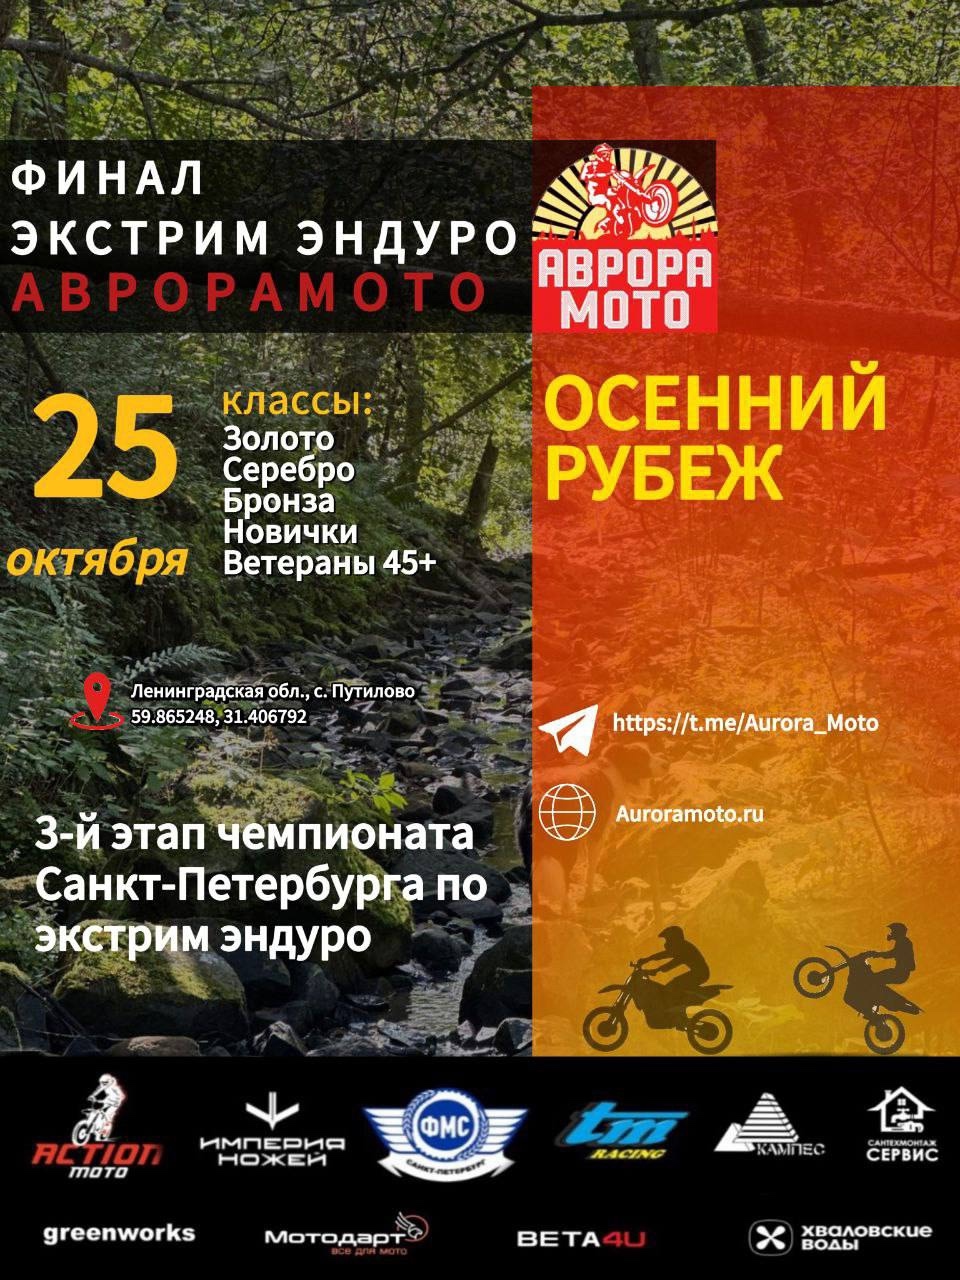 ФИНАЛ
ЭКСТРИМ ЭНДУРО
АВРОРАМОТО
АВРОРА
МОТО
ОСЕННИЙ
РУБЕЖ
25
октября
классы:
Золото
Серебро
Бронза
Новички
Ветераны 45+
Ленинградская обл., с. Путилово
59.865248, 31.406792
https://t.me/Aurora_Moto
Auroramoto.ru
3-й этап чемпионата
Санкт-Петербурга по
экстрим эндуро
ACTION
МОТО
ИМПЕРИЯ
НОЖЕЙ
ФМС
САНКТ-ПЕТЕРБУРГ
tm
RACING
КАМПЕС
САНТЕХМОНТАЖ
СЕРВИС
greenworks
Мотодарт
все для мото
BETA4U
ХВАЛОВСКИЕ
ВОДЫ